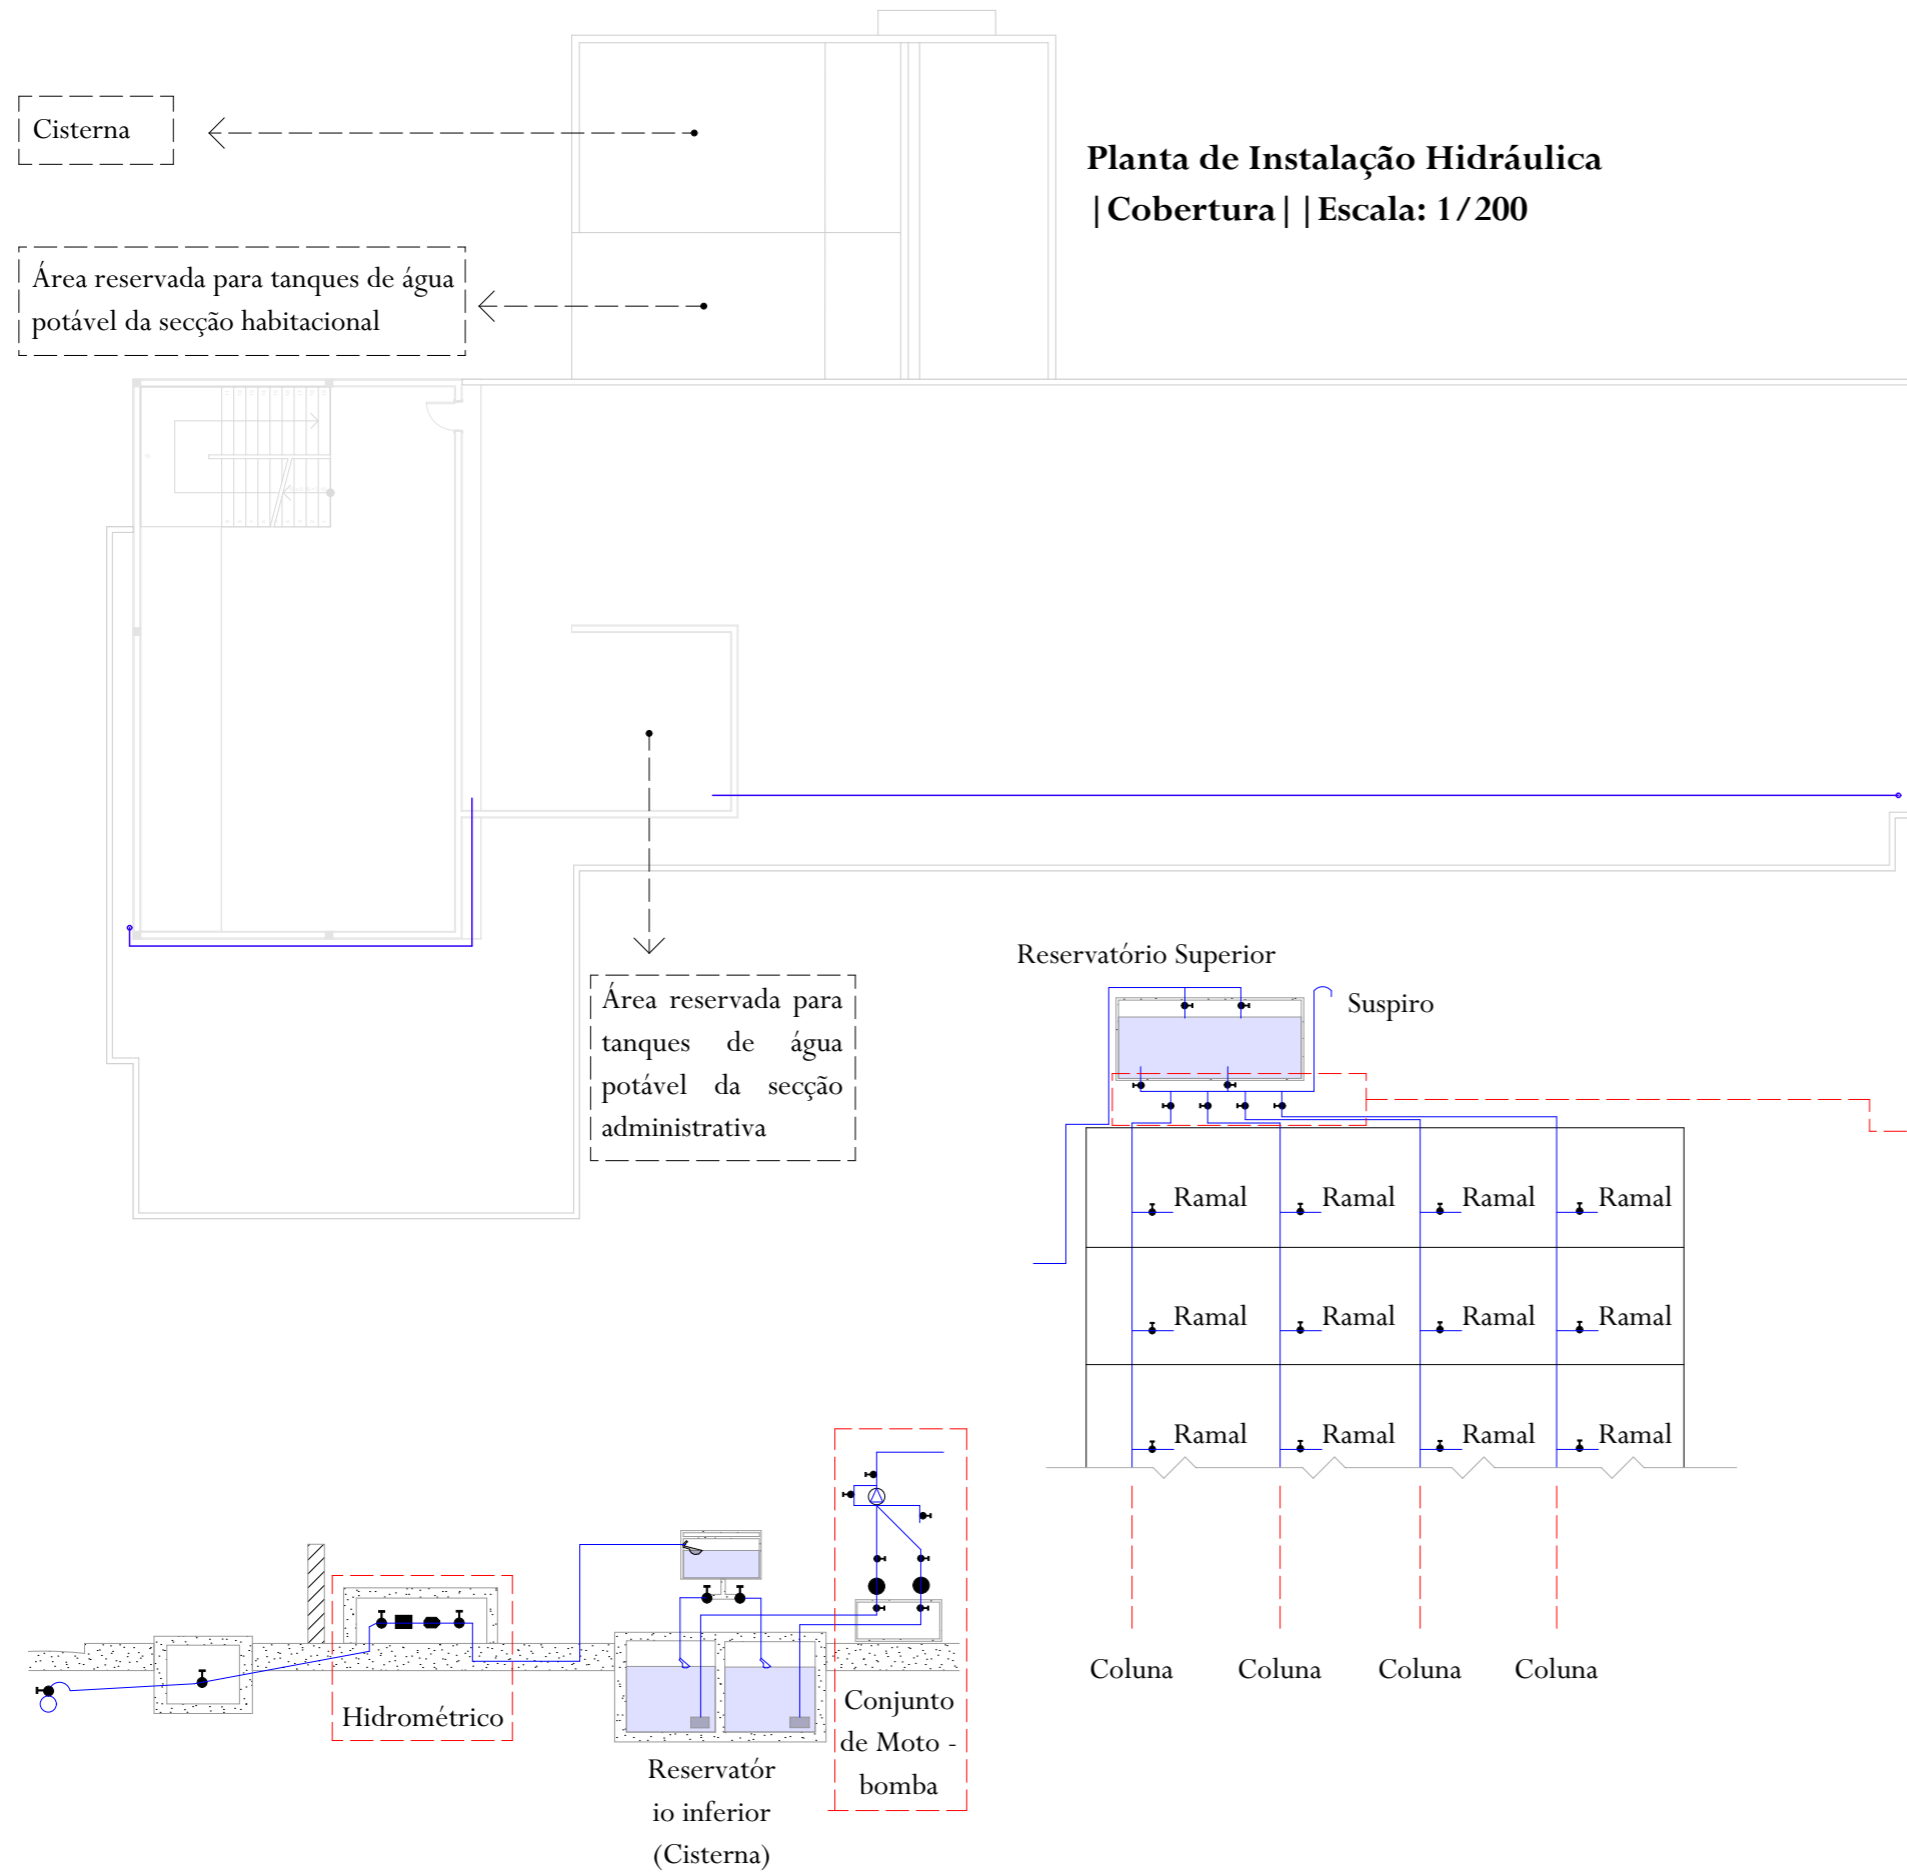 Cisterna
Planta de Instalação Hidráulica
|Cobertura||Escala: 1/200
Área reservada para tanques de água
potável da secção habitacional
Área reservada para
tanques de água
potável da secção
administrativa
Reservatório Superior
Suspiro
Ramal Ramal Ramal Ramal
Ramal Ramal Ramal Ramal
Ramal Ramal Ramal Ramal
Coluna Coluna Coluna Coluna
Hidrométrico
Reservatór
io inferior
(Cisterna)
Conjunto
de Moto -
bomba